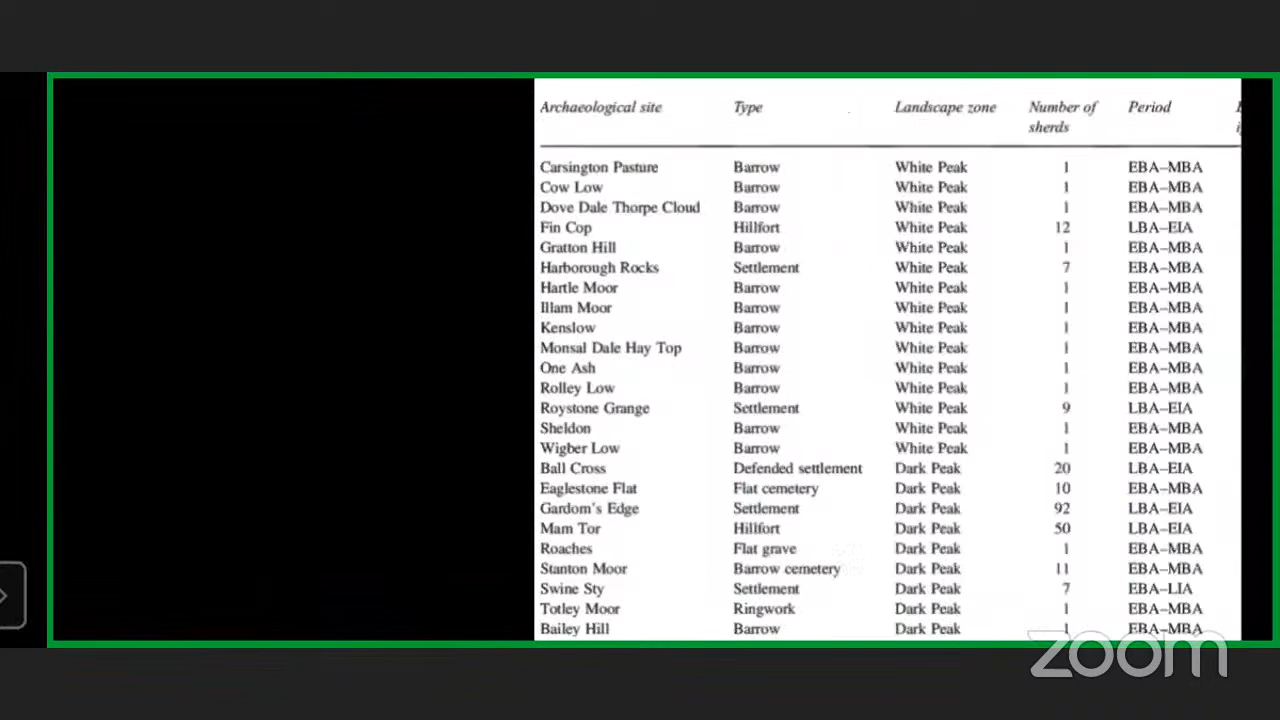 Archaeological site Type Landscape zone Number of sherds Period
Carsington Pasture Barrow White Peak 1 EBA–MBA
Cow Low Barrow White Peak 1 EBA–MBA
Dove Dale Thorpe Cloud Barrow White Peak 1 EBA–MBA
Fin Cop Hillfort White Peak 12 LBA–EIA
Gratton Hill Barrow White Peak 1 EBA–MBA
Harborough Rocks Settlement White Peak 7 EBA–MBA
Hartle Moor Barrow White Peak 1 EBA–MBA
Illam Moor Barrow White Peak 1 EBA–MBA
Kenslow Barrow White Peak 1 EBA–MBA
Monsal Dale Hay Top Barrow White Peak 1 EBA–MBA
One Ash Barrow White Peak 1 EBA–MBA
Rolley Low Barrow White Peak 1 EBA–MBA
Roystone Grange Settlement White Peak 9 LBA–EIA
Sheldon Barrow White Peak 1 EBA–MBA
Wigber Low Barrow White Peak 1 EBA–MBA
Ball Cross Defended settlement Dark Peak 20 LBA–EIA
Eaglestone Flat Flat cemetery Dark Peak 10 EBA–MBA
Gardom's Edge Settlement Dark Peak 92 LBA–EIA
Mam Tor Hillfort Dark Peak 50 LBA–EIA
Roaches Flat grave Dark Peak 1 EBA–MBA
Stanton Moor Barrow cemetery Dark Peak 11 EBA–MBA
Swine Sty Settlement Dark Peak 7 EBA–LIA
Totley Moor Ringwork Dark Peak 1 EBA–MBA
Bailey Hill Barrow Dark Peak 1 EBA–MBA
zoom